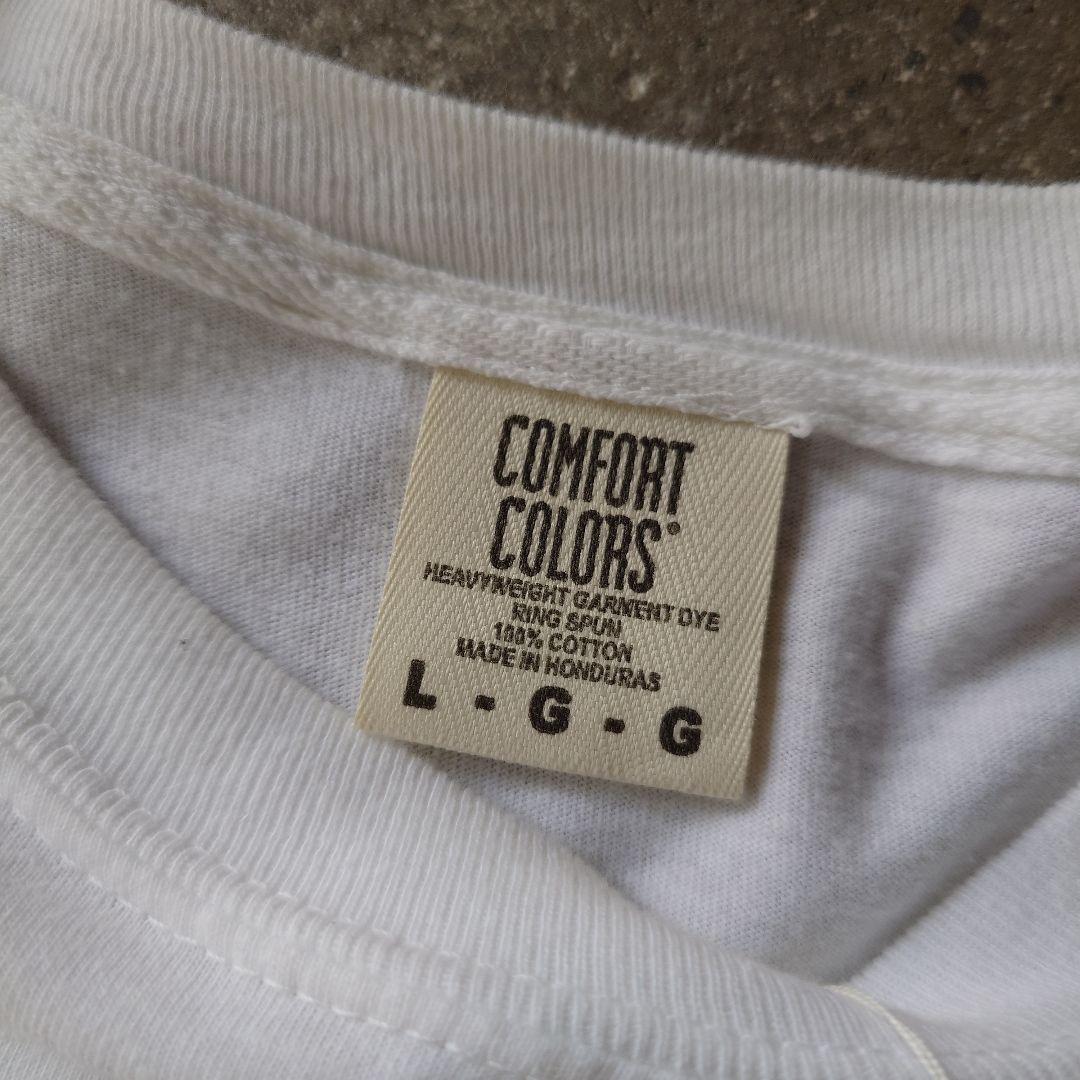 COMFORT
COLORS®
HEAVYWEIGHT GARMENT DYE
RING SPUN
100% COTTON
MADE IN HONDURAS
L - G - G